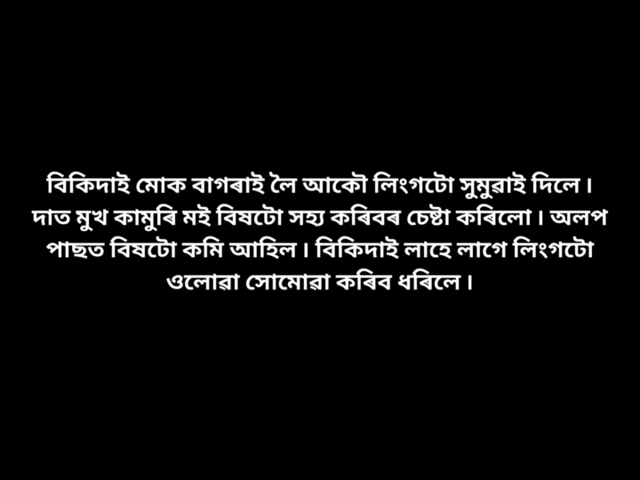 বিকিদাই মোক বাগৰাই লৈ আকৌ লিংগটো সুমুৱাই দিলে ।
দাত মুখ কামুৰি মই বিষটো সহ্য কৰিবৰ চেষ্টা কৰিলো । অলপ
পাছত বিষটো কমি আহিল । বিকিদাই লাহে লাগে লিংগটো
ওলোৱা সোমোৱা কৰিব ধৰিলে ।